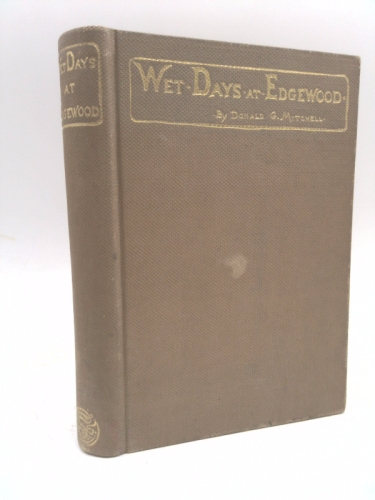 WET DAYS
AT
EDGEWOOD
WET · DAYS · AT · EDGEWOOD ·
· By DONALD G. MITCHELL ·